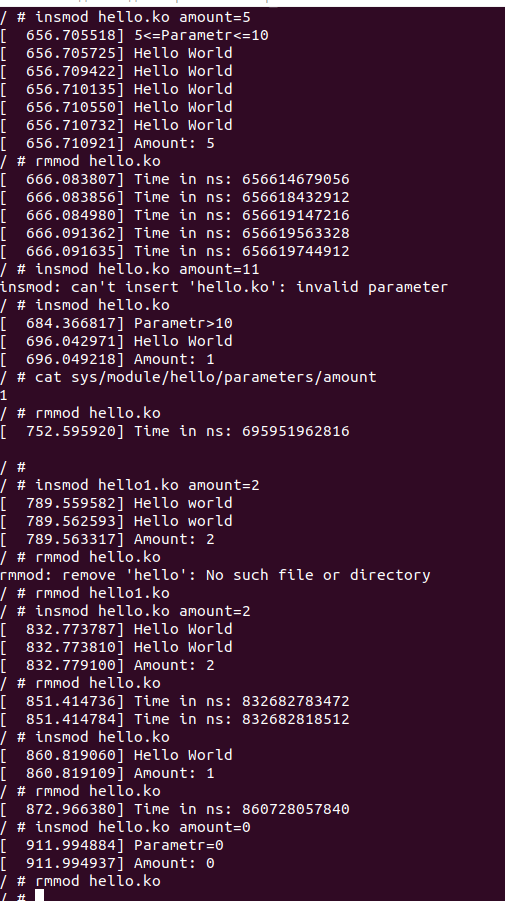 / # insmod hello.ko amount=5
[  656.705518] 5<=Parametr<=10
[  656.705725] Hello World
[  656.709422] Hello World
[  656.710135] Hello World
[  656.710550] Hello World
[  656.710732] Hello World
[  656.710921] Amount: 5
/ # rmmod hello.ko
[  666.083807] Time in ns: 656614679056
[  666.083856] Time in ns: 656618432912
[  666.084980] Time in ns: 656619147216
[  666.091362] Time in ns: 656619563328
[  666.091635] Time in ns: 656619744912
/ # insmod hello.ko amount=11
insmod: can't insert 'hello.ko': invalid parameter
/ # insmod hello.ko
[  684.366817] Parametr>10
[  696.042971] Hello World
[  696.049218] Amount: 1
/ # cat sys/module/hello/parameters/amount
1
/ # rmmod hello.ko
[  752.595920] Time in ns: 695951962816
/ #
/ # insmod hello1.ko amount=2
[  789.559582] Hello world
[  789.562593] Hello world
[  789.563317] Amount: 2
/ # rmmod hello.ko
rmmod: remove 'hello': No such file or directory
/ # rmmod hello1.ko
/ # insmod hello.ko amount=2
[  832.773787] Hello World
[  832.773810] Hello World
[  832.779100] Amount: 2
/ # rmmod hello.ko
[  851.414736] Time in ns: 832682783472
[  851.414784] Time in ns: 832682818512
/ # insmod hello.ko
[  860.819060] Hello World
[  860.819109] Amount: 1
/ # rmmod hello.ko
[  872.966380] Time in ns: 860728057840
/ # insmod hello.ko amount=0
[  911.994884] Parametr=0
[  911.994937] Amount: 0
/ # rmmod hello.ko
/ #